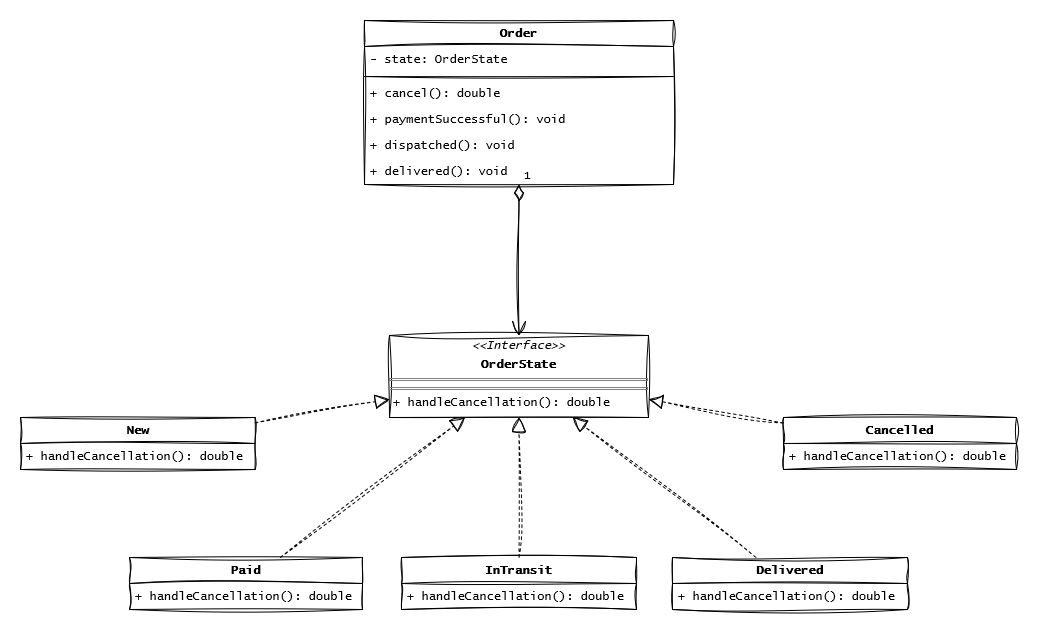 Order
- state: OrderState
+ cancel(): double
+ paymentSuccessful(): void
+ dispatched(): void
+ delivered(): void
1
<<Interface>>
OrderState
+ handleCancellation(): double
New
+ handleCancellation(): double
Cancelled
+ handleCancellation(): double
Paid
+ handleCancellation(): double
InTransit
+ handleCancellation(): double
Delivered
+ handleCancellation(): double